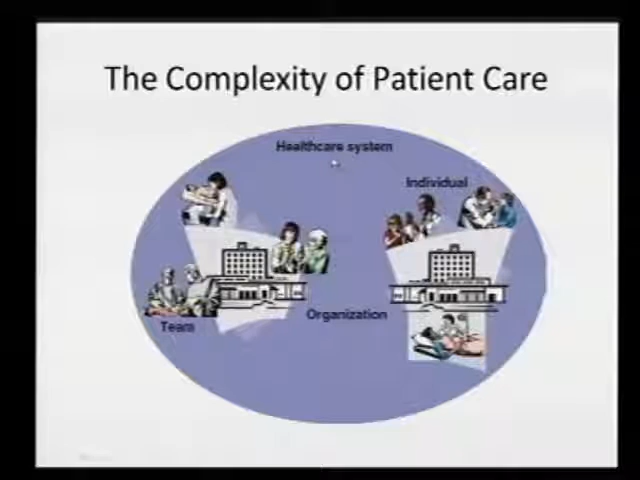 The Complexity of Patient Care
Healthcare system
Individual
Organization
Team